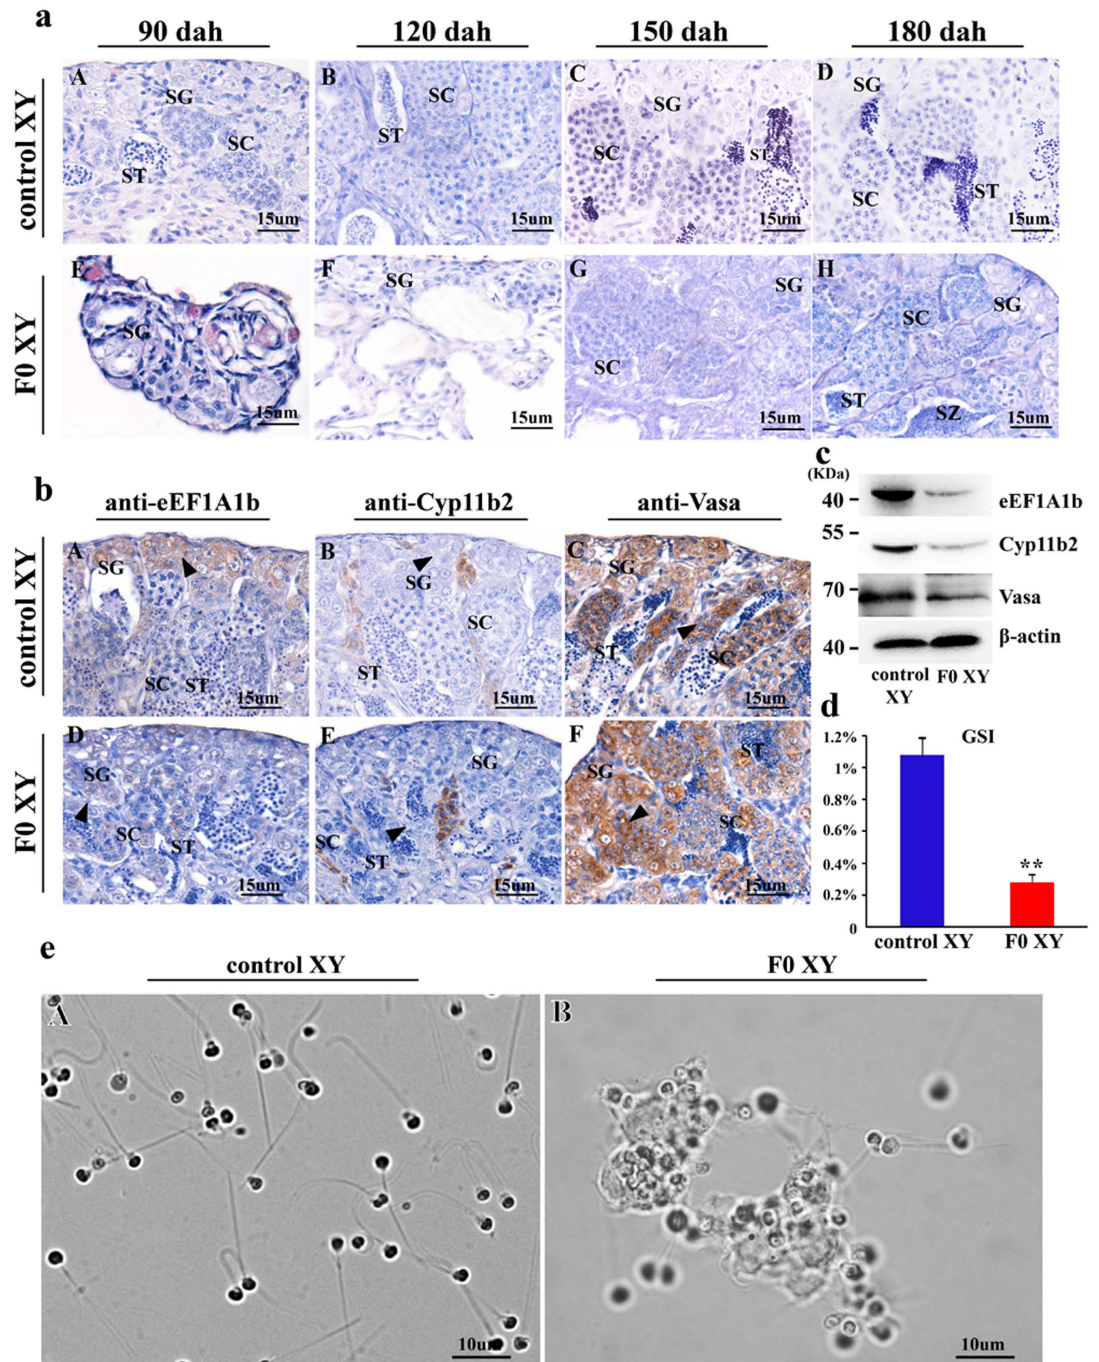 a
90 dah 120 dah 150 dah 180 dah
control XY
A SG SC ST 15um
B SC ST 15um
C SG SC ST 15um
D SG SC ST 15um
F0 XY
E SG 15um
F SG 15um
G SG SC 15um
H SC SG ST SZ 15um
b
anti-eEF1A1b anti-Cyp11b2 anti-Vasa
control XY
A SG SC ST 15um
B SG SC ST 15um
C ST SC 15um
F0 XY
D SG SC ST 15um
E SG SC ST 15um
F ST SG SC 15um
c
(KDa)
40 eEF1A1b
55 Cyp11b2
70 Vasa
40 β-actin
control XY F0 XY
d
GSI
1.2%
1%
0.8%
0.6%
0.4%
0.2%
0
**
control XY F0 XY
e
control XY F0 XY
A 10um
B 10um